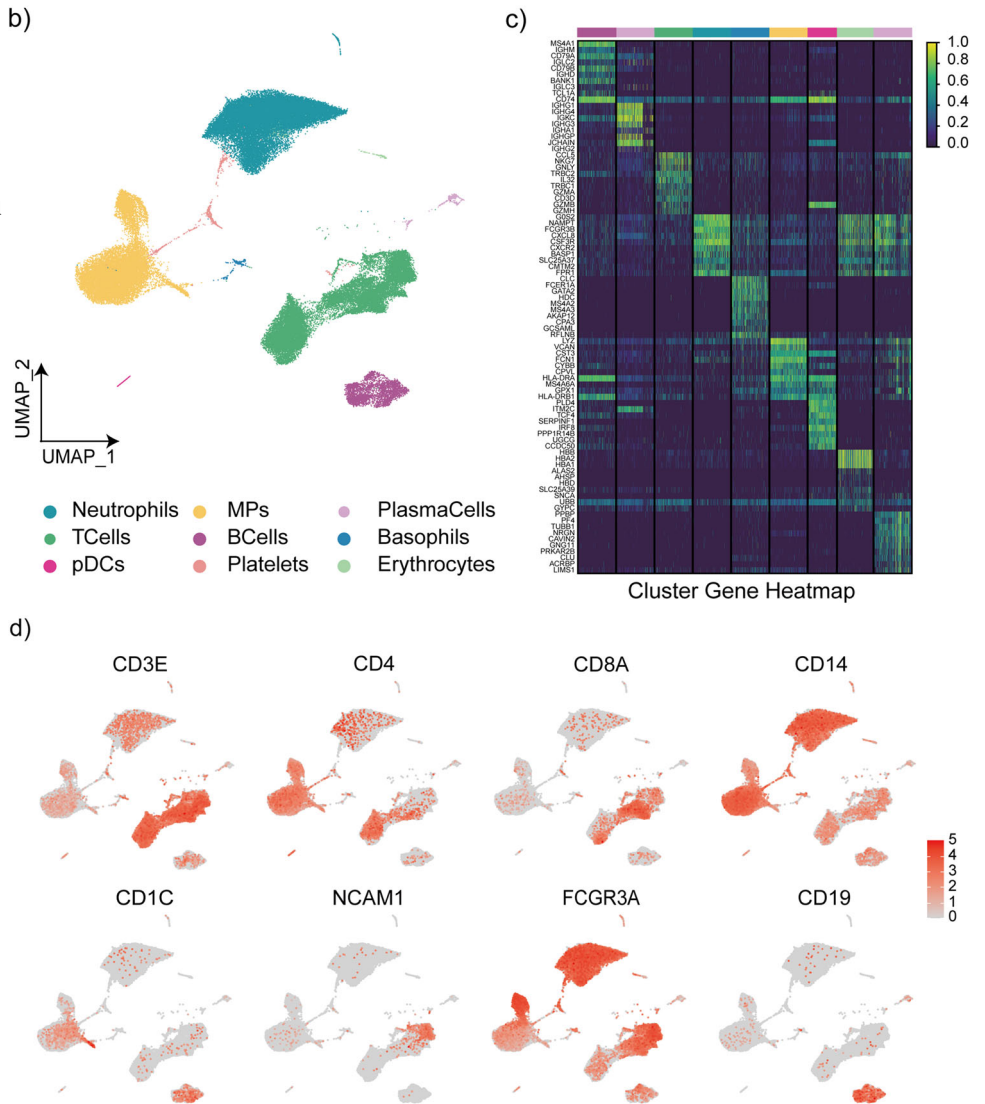 b)
UMAP_2
UMAP_1
Neutrophils
MPs
PlasmaCells
TCells
BCells
Basophils
pDCs
Platelets
Erythrocytes
c)
MS4A1
IGHM
CD79A
IGLC2
CD79B
IGHD
BANK1
IGLC3
TCL1A
CD74
IGHG1
IGHG4
IGKC
IGHG3
IGHA1
IGHGP
JCHAIN
IGHG2
CCL5
NKG7
GNLY
TRBC2
IL32
TRBC1
GZMA
CD3D
GZMB
GZMH
G0S2
NAMPT
FCGR3B
CXCL8
CSF3R
CXCR2
BASP1
SLC25A37
CMTM2
FPR1
CLC
FCER1A
GATA2
HDC
MS4A2
MS4A3
AKAP12
CPA3
GCSAML
RFLNB
LYZ
VCAN
CST3
FCN1
CYBB
CPVL
HLA-DRA
MS4A6A
GPX1
HLA-DRB1
PLD4
ITM2C
TCF4
SERPINF1
IRF8
PPP1R14B
UGCG
CCDC50
HBB
HBA2
HBA1
ALAS2
AHSP
HBD
SLC25A39
SNCA
UBB
GYPC
PPBP
PF4
TUBB1
NRGN
CAVIN2
GNG11
PRKAR2B
CLU
ACRBP
LIMS1
1.0
0.8
0.6
0.4
0.2
0.0
Cluster Gene Heatmap
d)
CD3E
CD4
CD8A
CD14
CD1C
NCAM1
FCGR3A
CD19
5
4
3
2
1
0